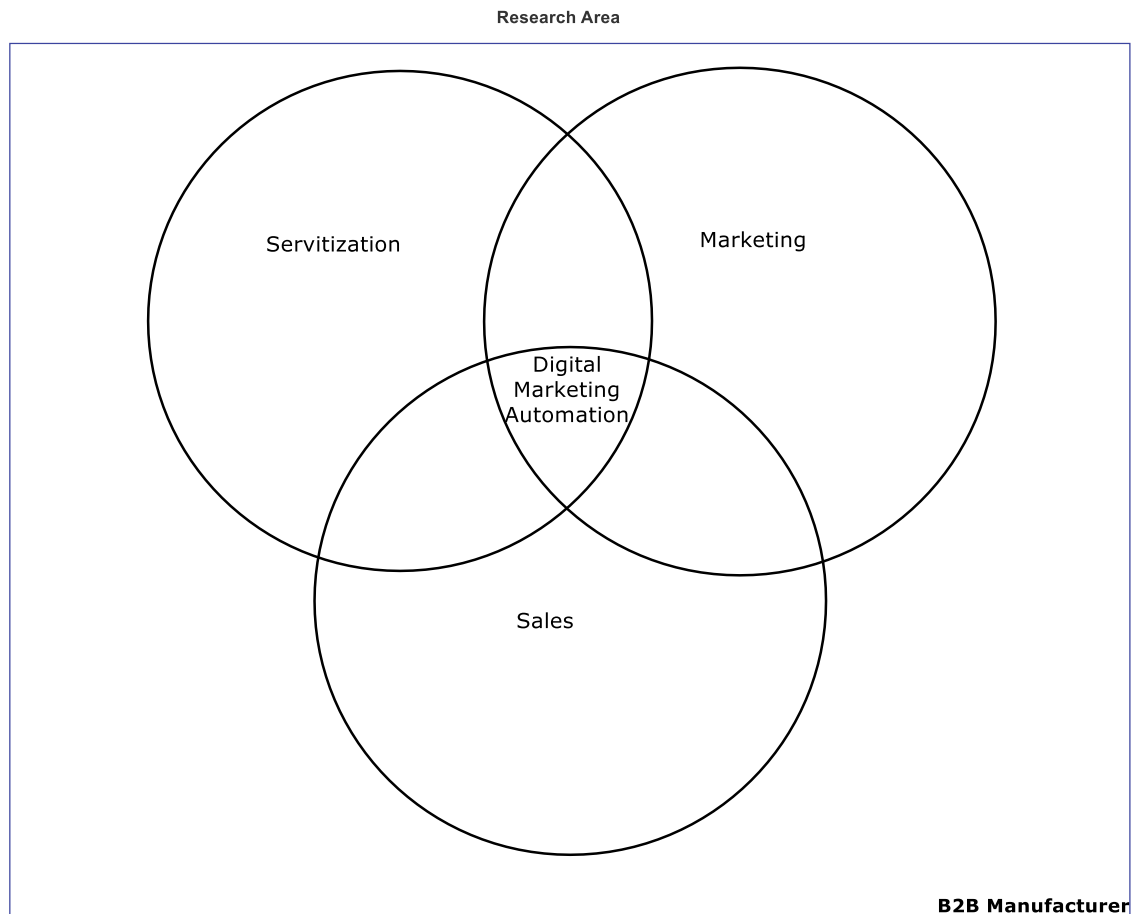 Research Area
Servitization
Marketing
Digital
Marketing
Automation
Sales
B2B Manufacturer